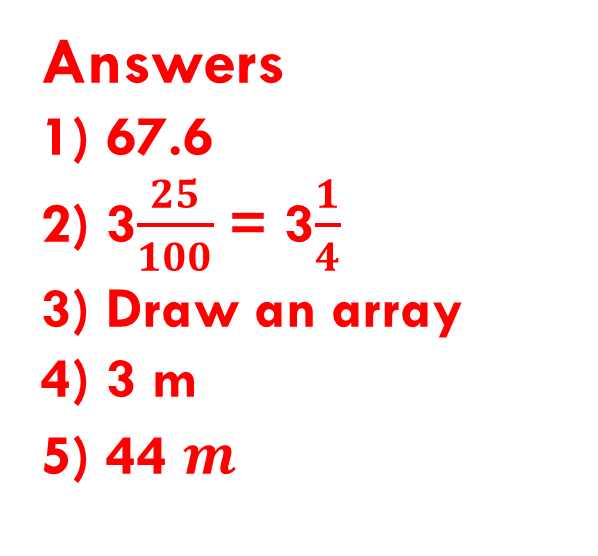 Answers
1) 67.6
2) 3 25/100 = 3 1/4
3) Draw an array
4) 3 m
5) 44 m